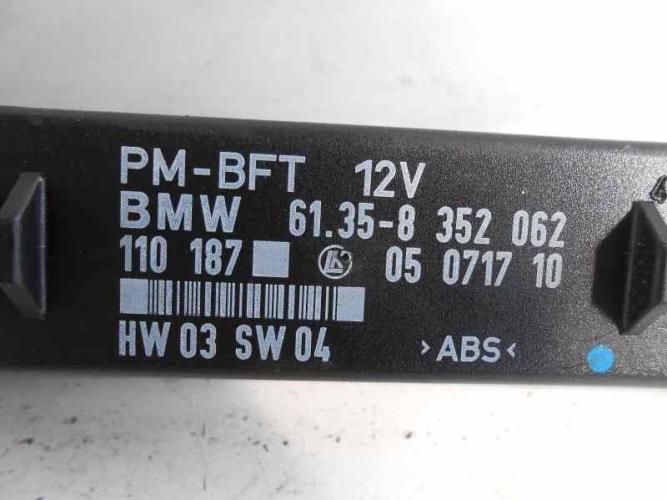 PM-BFT 12V
BMW 61.35-8 352 062
110 187 LK 05 0717 10
HW 03 SW 04 >ABS<